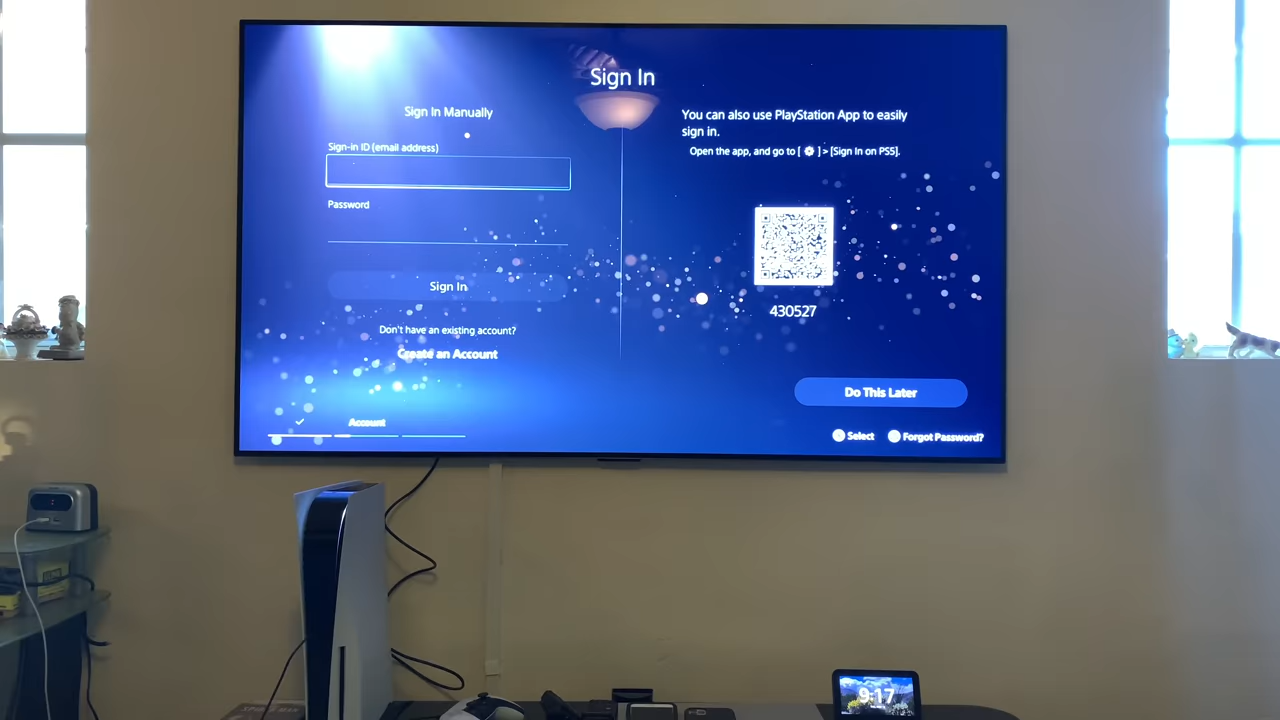 Sign In
Sign In Manually
Sign-in ID (email address)
Password
Sign In
Don't have an existing account?
Create an Account
Account
You can also use PlayStation App to easily
sign in.
Open the app, and go to [ ] > [Sign In on PS5].
430527
Do This Later
Select
Forgot Password?
9:17